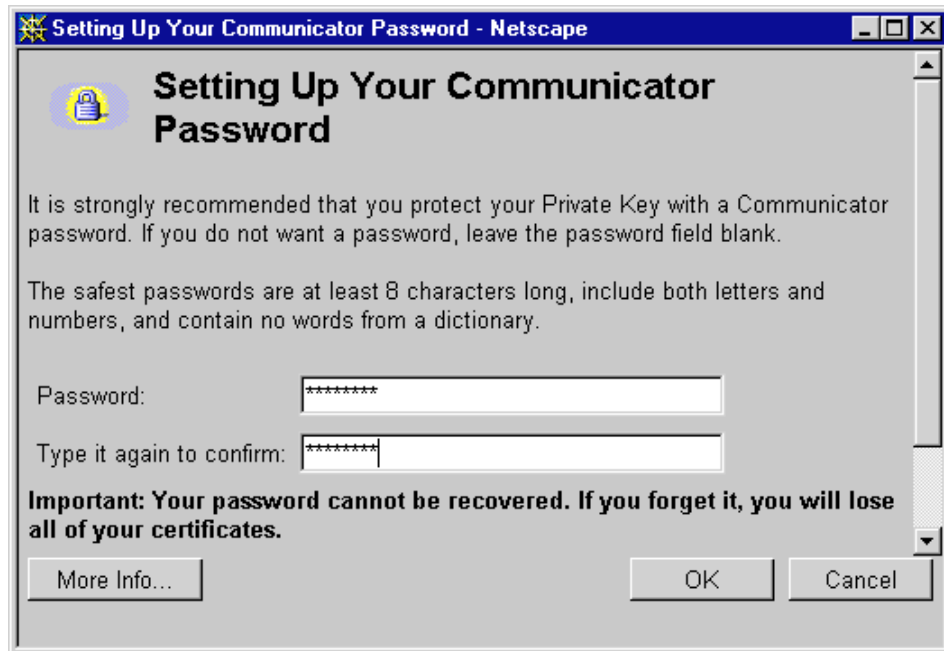 Setting Up Your Communicator Password - Netscape
Setting Up Your Communicator
Password
It is strongly recommended that you protect your Private Key with a Communicator
password. If you do not want a password, leave the password field blank.
The safest passwords are at least 8 characters long, include both letters and
numbers, and contain no words from a dictionary.
Password: ********
Type it again to confirm: ********
Important: Your password cannot be recovered. If you forget it, you will lose
all of your certificates.
More Info... OK Cancel